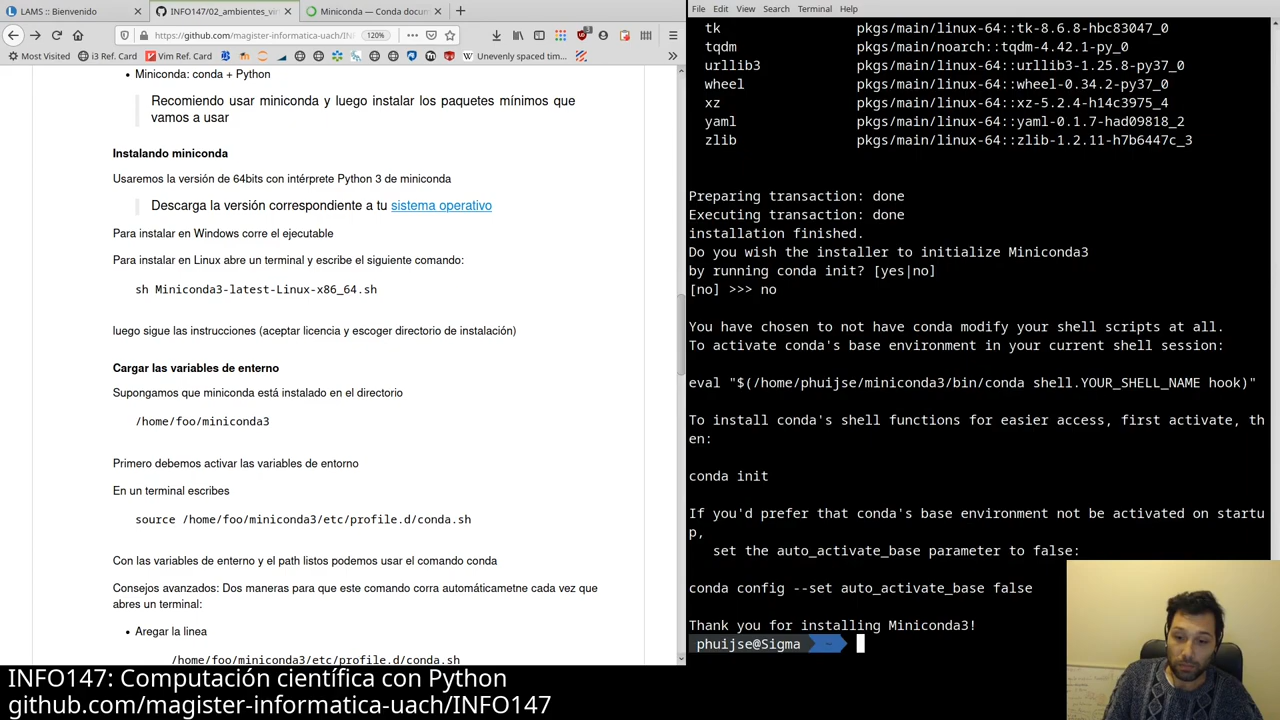 LAMS :: Bienvenido
INFO147/02_ambientes_vi
Miniconda — Conda docum
https://github.com/magister-informatica-uach/IN
120%
Most Visited
i3 Ref. Card
Vim Ref. Card
Unevenly spaced tim...
• Miniconda: conda + Python
Recomiendo usar miniconda y luego instalar los paquetes mínimos que
vamos a usar
Instalando miniconda
Usaremos la versión de 64bits con intérprete Python 3 de miniconda
Descarga la versión correspondiente a tu sistema operativo
Para instalar en Windows corre el ejecutable
Para instalar en Linux abre un terminal y escribe el siguiente comando:
sh Miniconda3-latest-Linux-x86_64.sh
luego sigue las instrucciones (aceptar licencia y escoger directorio de instalación)
Cargar las variables de enterno
Supongamos que miniconda está instalado en el directorio
/home/foo/miniconda3
Primero debemos activar las variables de entorno
En un terminal escribes
source /home/foo/miniconda3/etc/profile.d/conda.sh
Con las variables de enterno y el path listos podemos usar el comando conda
Consejos avanzados: Dos maneras para que este comando corra automáticametne cada vez que
abres un terminal:
• Aregar la linea
/home/foo/miniconda3/etc/profile.d/conda.sh
File Edit View Search Terminal Help
tk pkgs/main/linux-64::tk-8.6.8-hbc83047_0
tqdm pkgs/main/noarch::tqdm-4.42.1-py_0
urllib3 pkgs/main/linux-64::urllib3-1.25.8-py37_0
wheel pkgs/main/linux-64::wheel-0.34.2-py37_0
xz pkgs/main/linux-64::xz-5.2.4-h14c3975_4
yaml pkgs/main/linux-64::yaml-0.1.7-had09818_2
zlib pkgs/main/linux-64::zlib-1.2.11-h7b6447c_3
Preparing transaction: done
Executing transaction: done
installation finished.
Do you wish the installer to initialize Miniconda3
by running conda init? [yes|no]
[no] >>> no
You have chosen to not have conda modify your shell scripts at all.
To activate conda's base environment in your current shell session:
eval "$(/home/phuijse/miniconda3/bin/conda shell.YOUR_SHELL_NAME hook)"
To install conda's shell functions for easier access, first activate, th
en:
conda init
If you'd prefer that conda's base environment not be activated on startu
p,
set the auto_activate_base parameter to false:
conda config --set auto_activate_base false
Thank you for installing Miniconda3!
phuijse@Sigma ~
INFO147: Computación científica con Python
github.com/magister-informatica-uach/INFO147